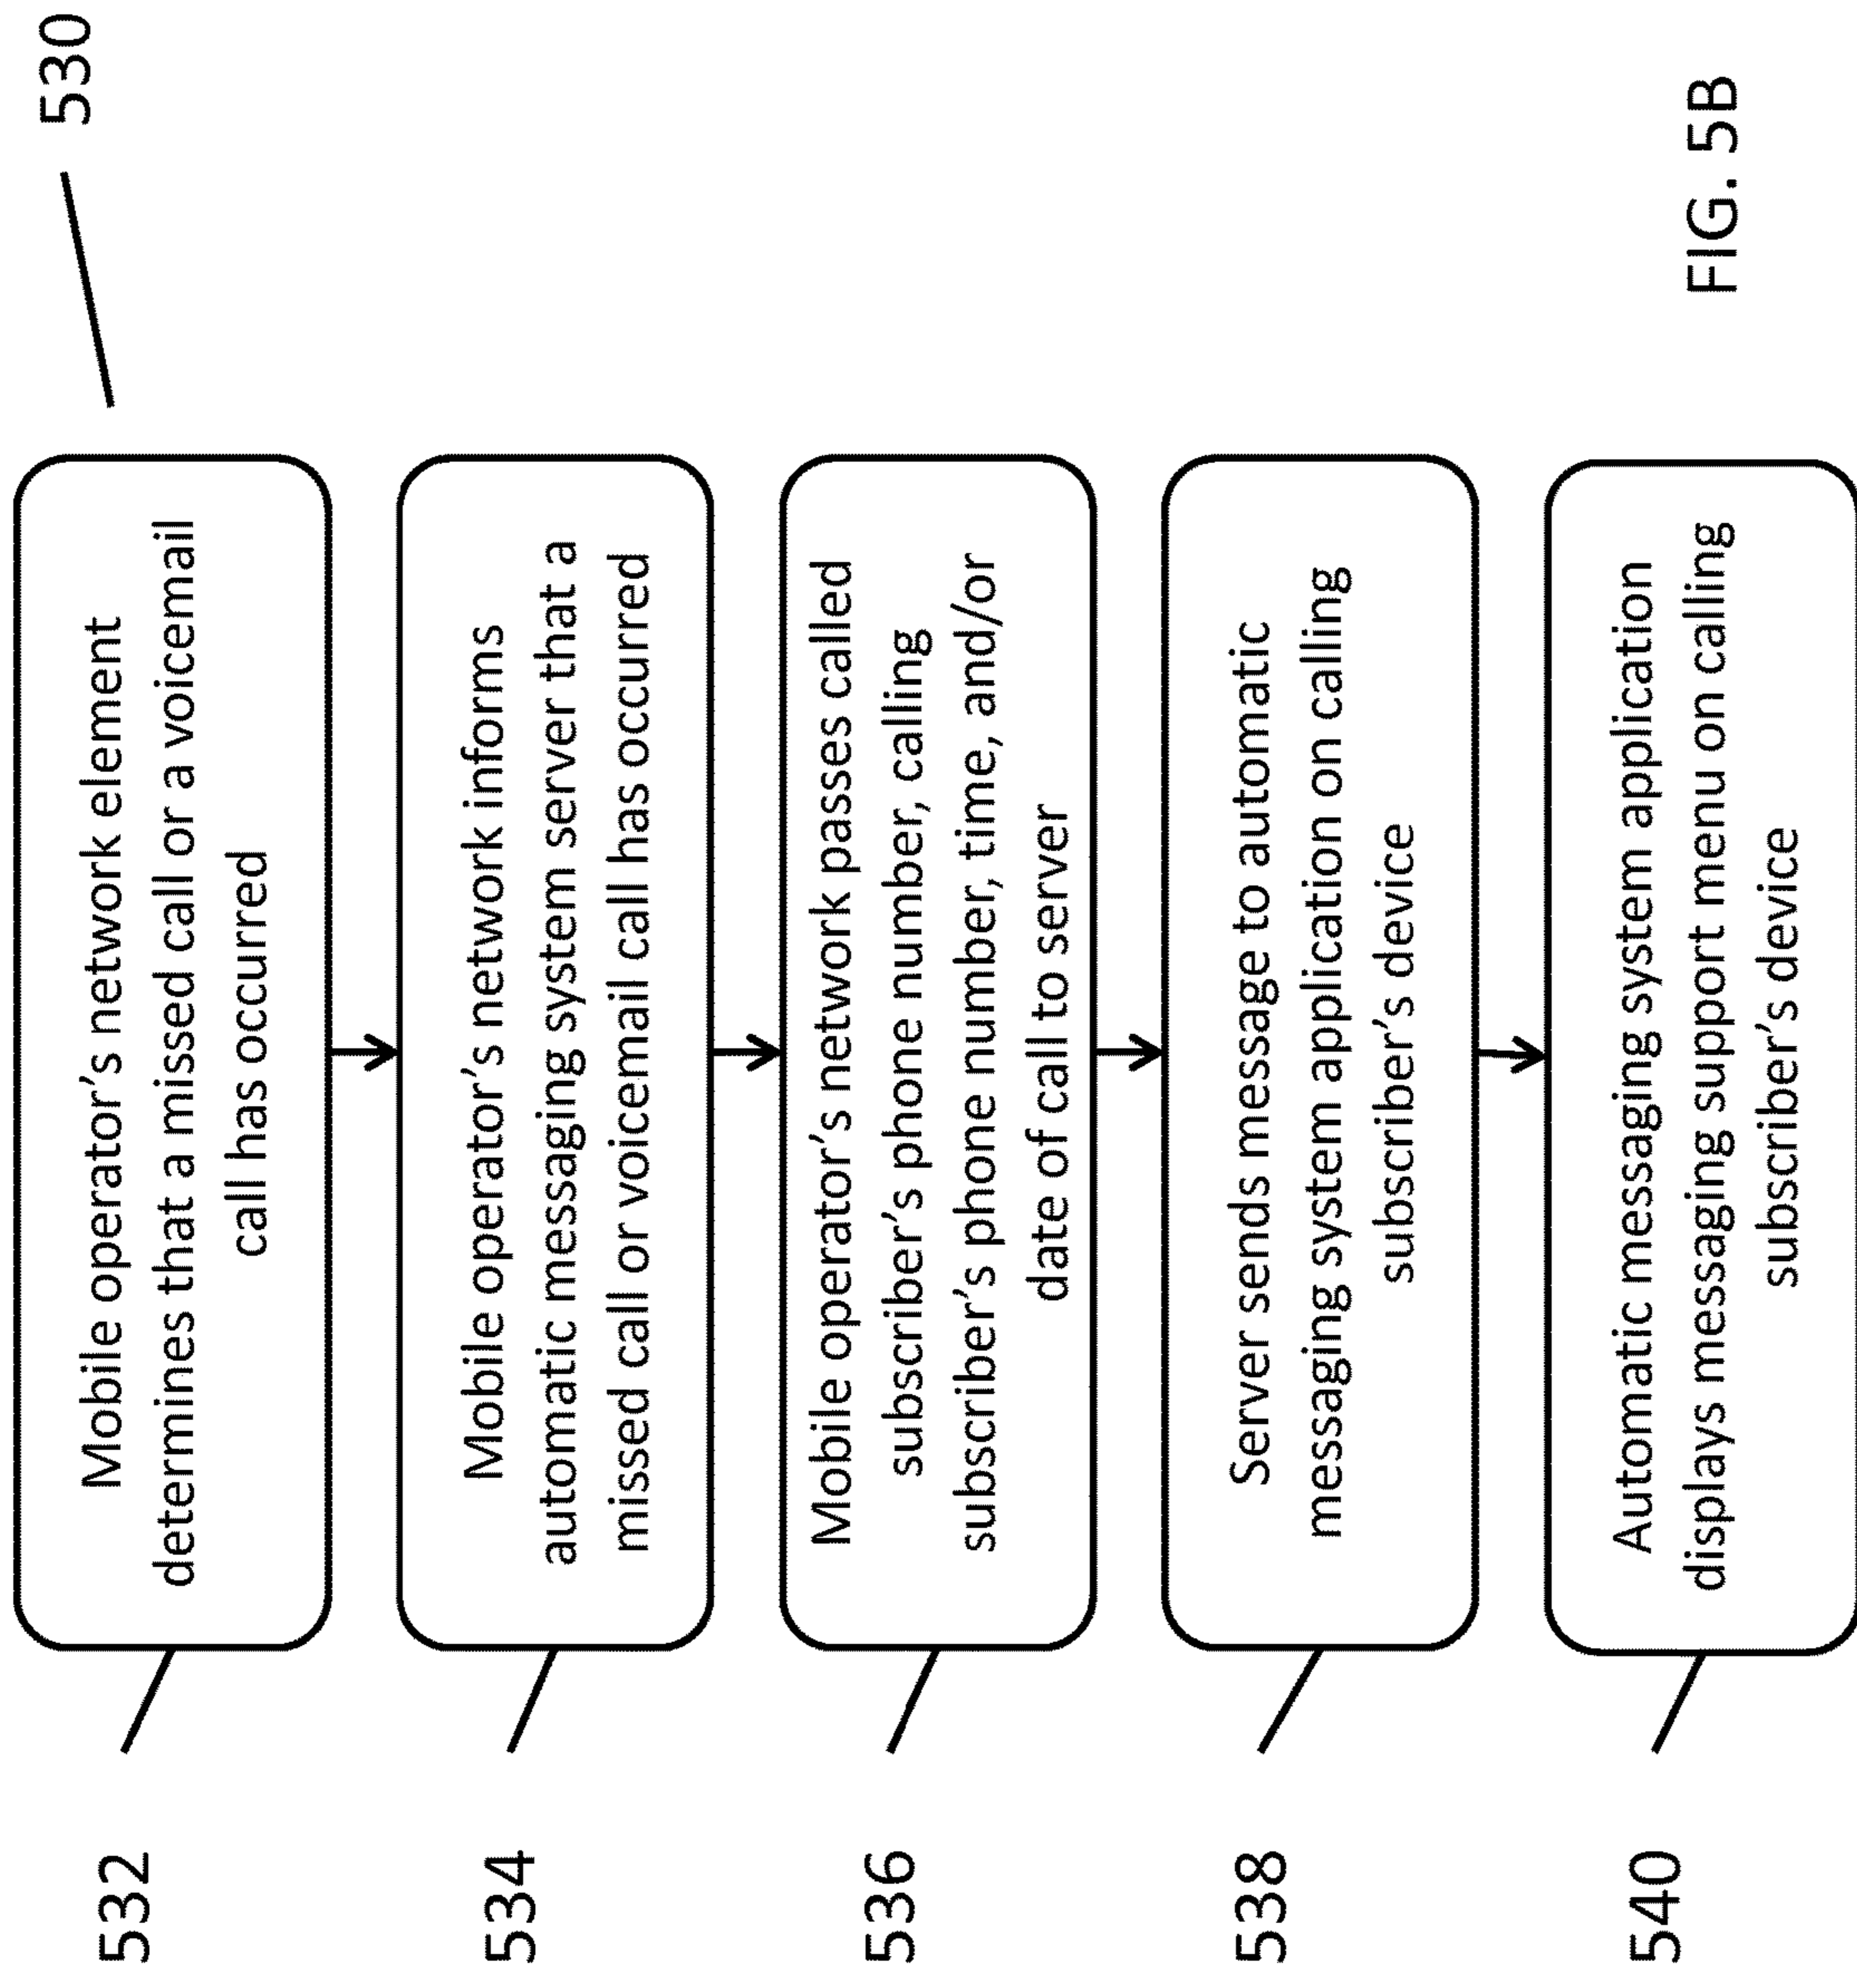 530
532
Mobile operator's network element
determines that a missed call or a voicemail
call has occurred
534
Mobile operator's network informs
automatic messaging system server that a
missed call or voicemail call has occurred
536
Mobile operator's network passes called
subscriber's phone number, calling
subscriber's phone number, time, and/or
date of call to server
538
Server sends message to automatic
messaging system application on calling
subscriber's device
540
Automatic messaging system application
displays messaging support menu on calling
subscriber's device
FIG. 5B